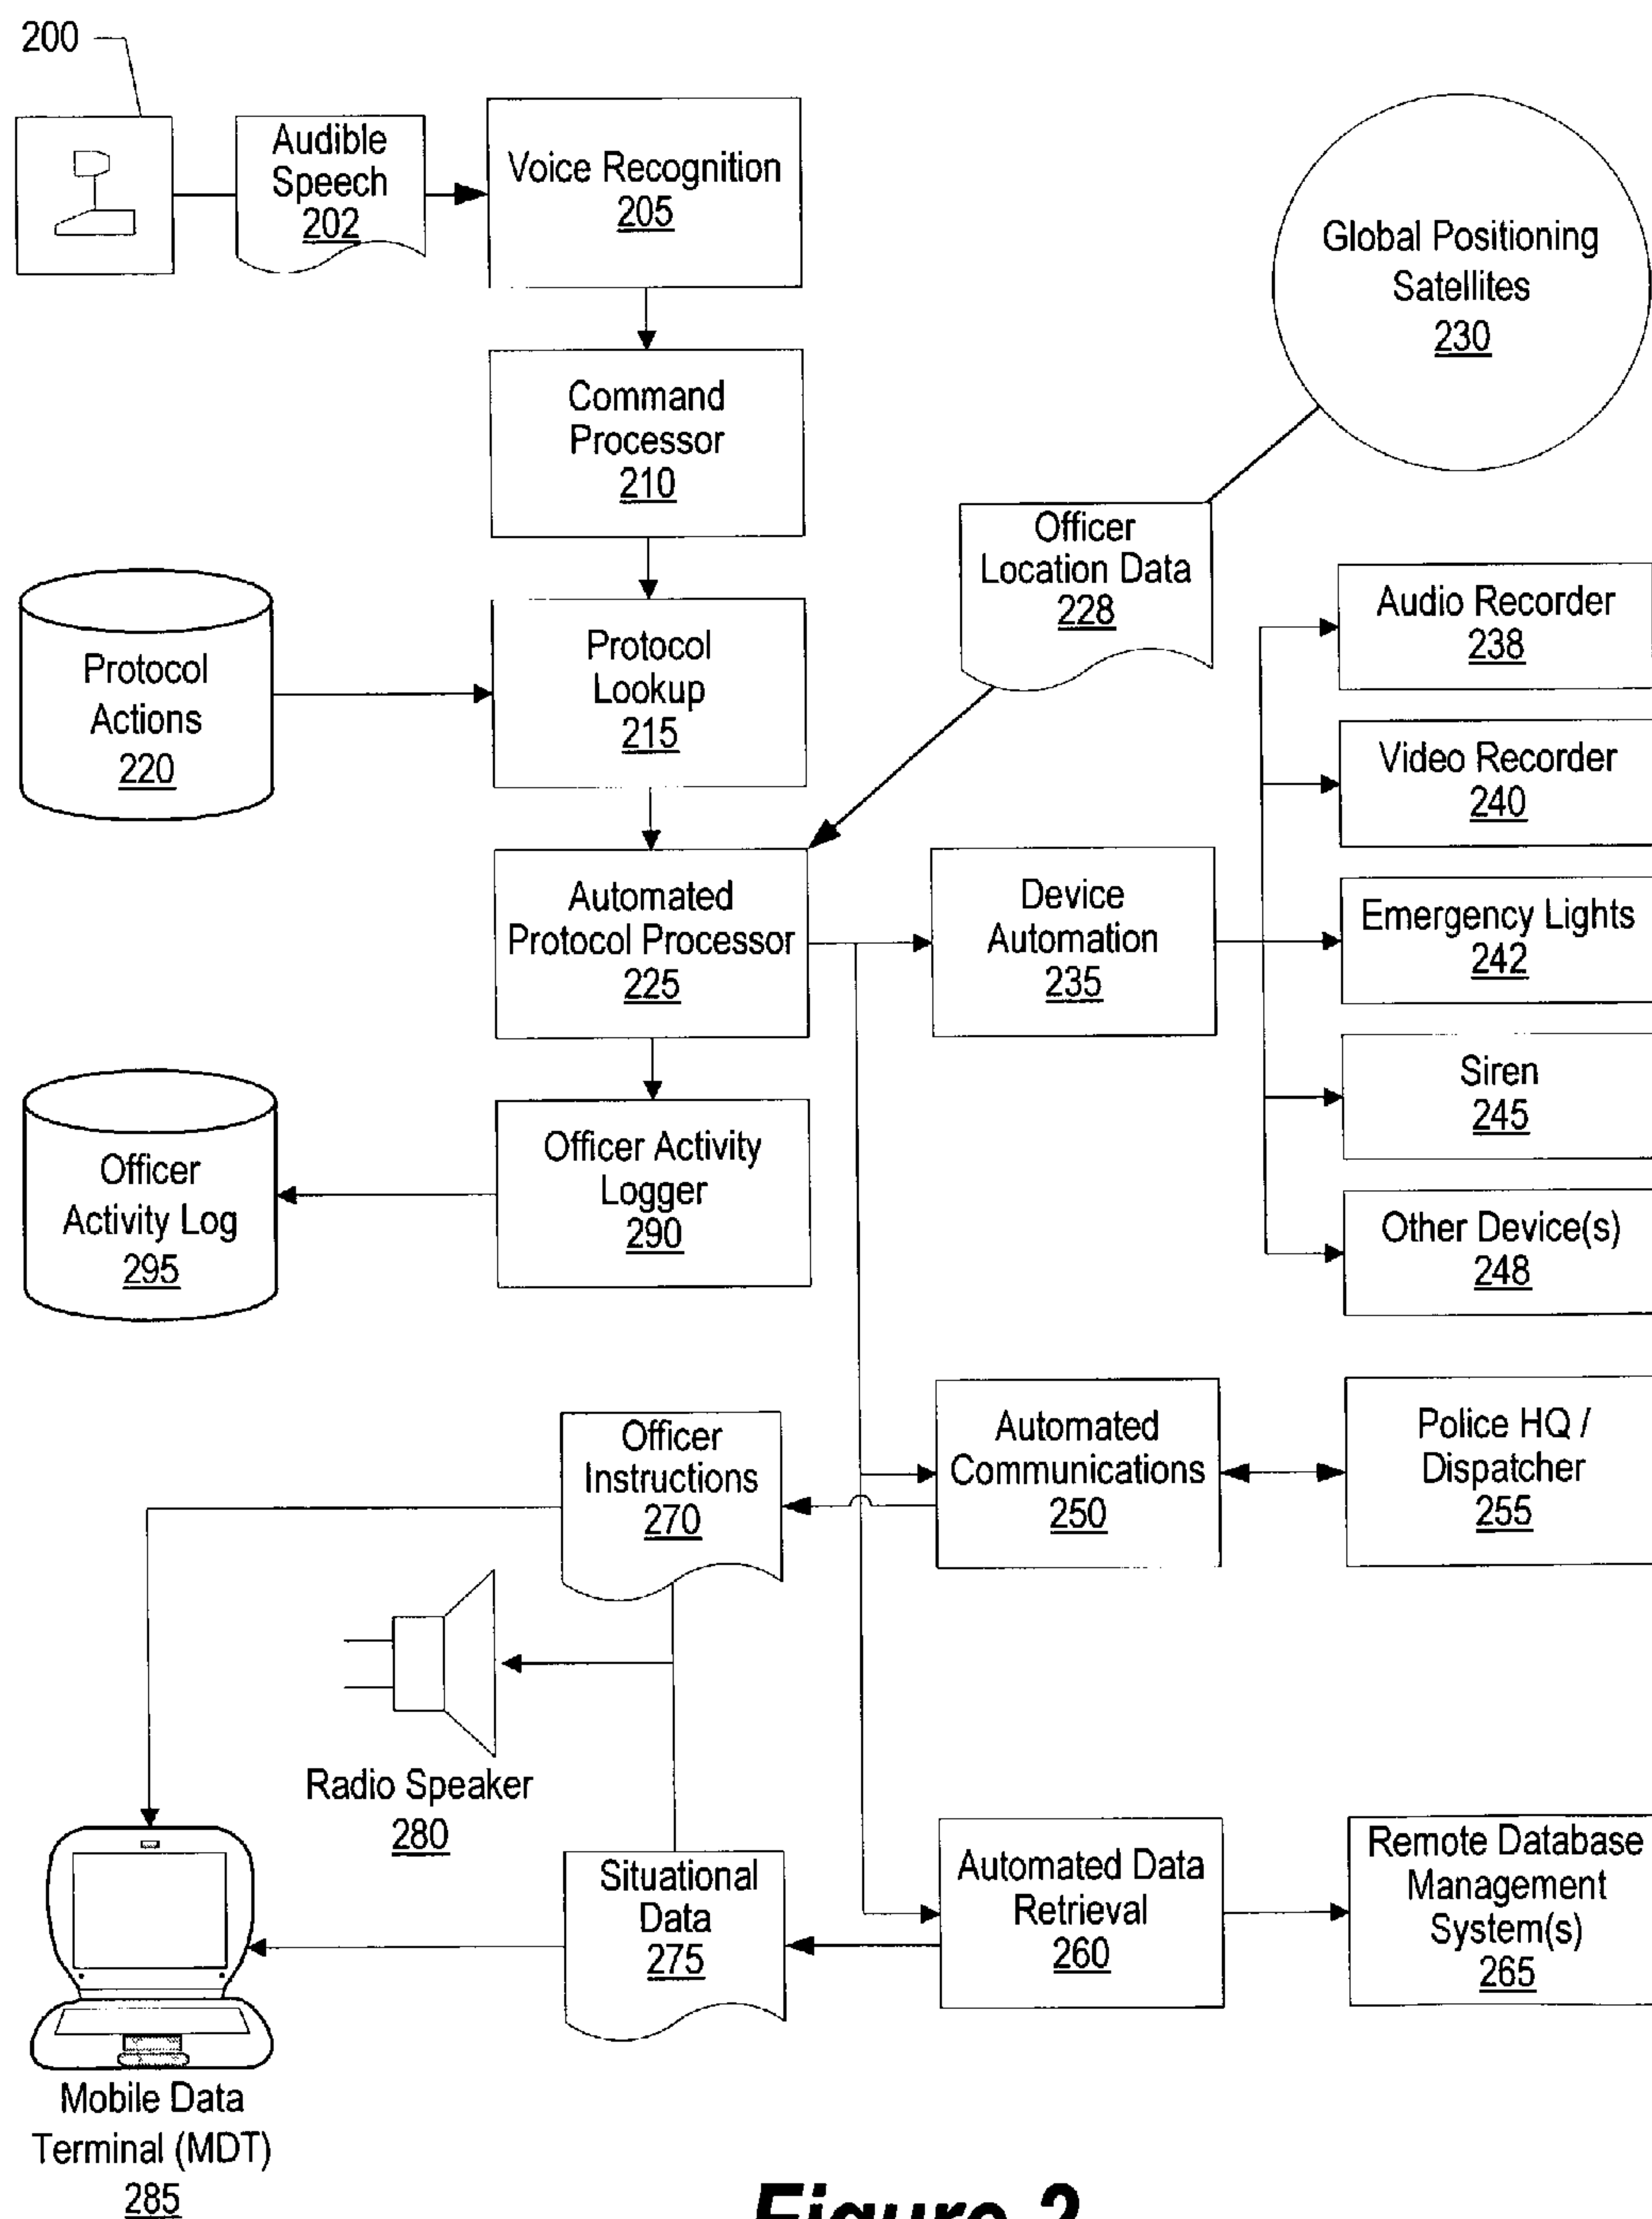 200
Audible
Speech
202
Voice Recognition
205
Global Positioning
Satellites
230
Command
Processor
210
Officer
Location Data
228
Protocol
Actions
220
Protocol
Lookup
215
Audio Recorder
238
Video Recorder
240
Automated
Protocol Processor
225
Device
Automation
235
Emergency Lights
242
Siren
245
Officer
Activity Log
295
Officer Activity
Logger
290
Other Device(s)
248
Officer
Instructions
270
Automated
Communications
250
Police HQ /
Dispatcher
255
Radio Speaker
280
Situational
Data
275
Automated Data
Retrieval
260
Remote Database
Management
System(s)
265
Mobile Data
Terminal (MDT)
285
Figure 2